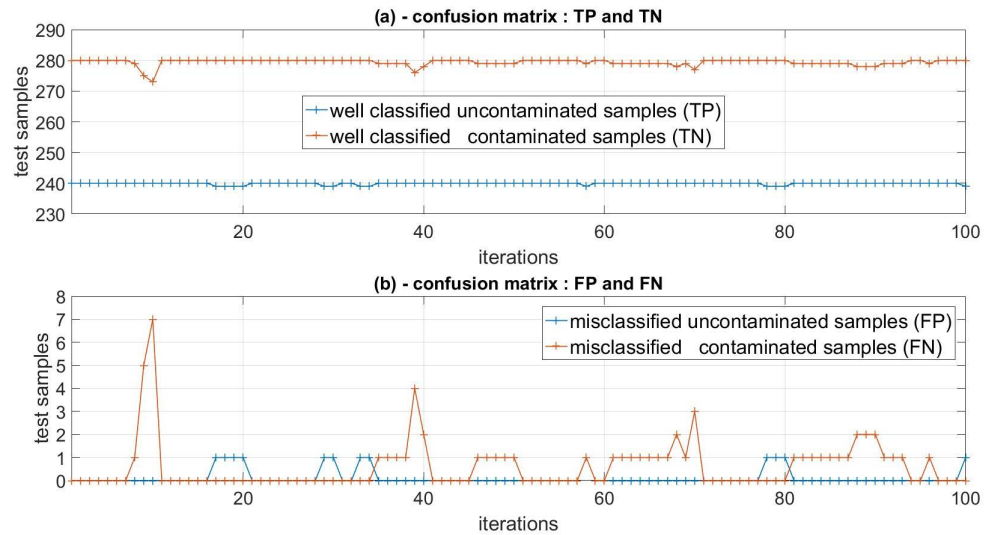 (a) - confusion matrix : TP and TN
290
280
270
260
250
240
230
test samples
well classified uncontaminated samples (TP)
well classified contaminated samples (TN)
20
40
60
80
100
iterations
(b) - confusion matrix : FP and FN
8
7
6
5
4
3
2
1
0
test samples
misclassified uncontaminated samples (FP)
misclassified contaminated samples (FN)
20
40
60
80
100
iterations